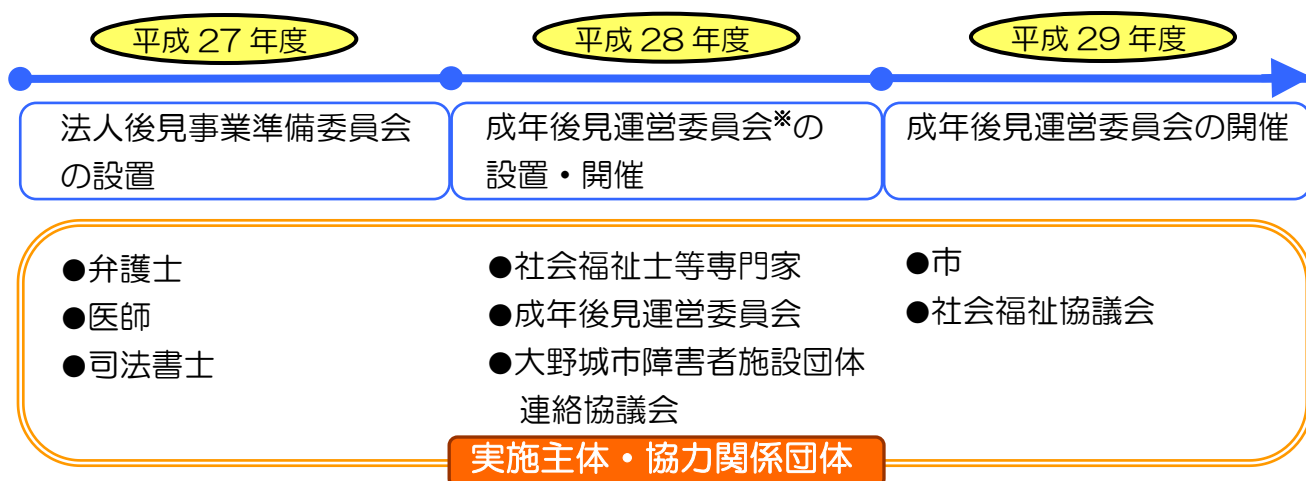 平成 27 年度
平成 28 年度
平成 29 年度
法人後見事業準備委員会
の設置
成年後見運営委員会※の
設置・開催
成年後見運営委員会の開催
●弁護士
●医師
●司法書士
●社会福祉士等専門家
●成年後見運営委員会
●大野城市障害者施設団体
連絡協議会
●市
●社会福祉協議会
実施主体・協力関係団体